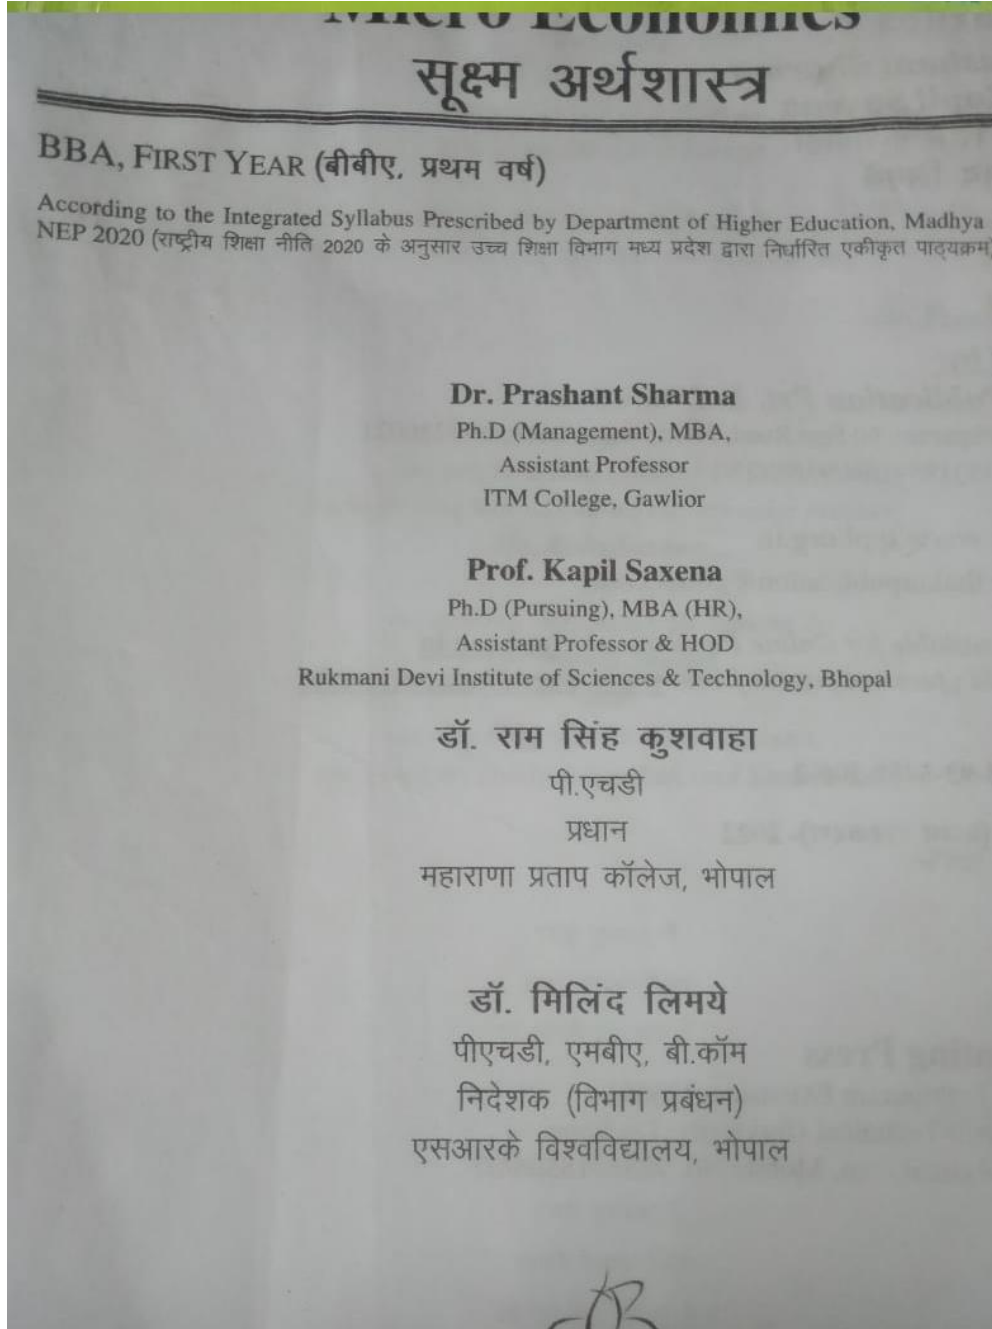 Micro Economics
सूक्ष्म अर्थशास्त्र
BBA, FIRST YEAR (बीबीए, प्रथम वर्ष)
According to the Integrated Syllabus Prescribed by Department of Higher Education, Madhya
NEP 2020 (राष्ट्रीय शिक्षा नीति 2020 के अनुसार उच्च शिक्षा विभाग मध्य प्रदेश द्वारा निर्धारित एकीकृत पाठ्यक्रम)
Dr. Prashant Sharma
Ph.D (Management), MBA,
Assistant Professor
ITM College, Gawlior
Prof. Kapil Saxena
Ph.D (Pursuing), MBA (HR),
Assistant Professor & HOD
Rukmani Devi Institute of Sciences & Technology, Bhopal
डॉ. राम सिंह कुशवाहा
पी.एचडी
प्रधान
महाराणा प्रताप कॉलेज, भोपाल
डॉ. मिलिंद लिमये
पीएचडी, एमबीए, बी.कॉम
निदेशक (विभाग प्रबंधन)
एसआरके विश्वविद्यालय, भोपाल